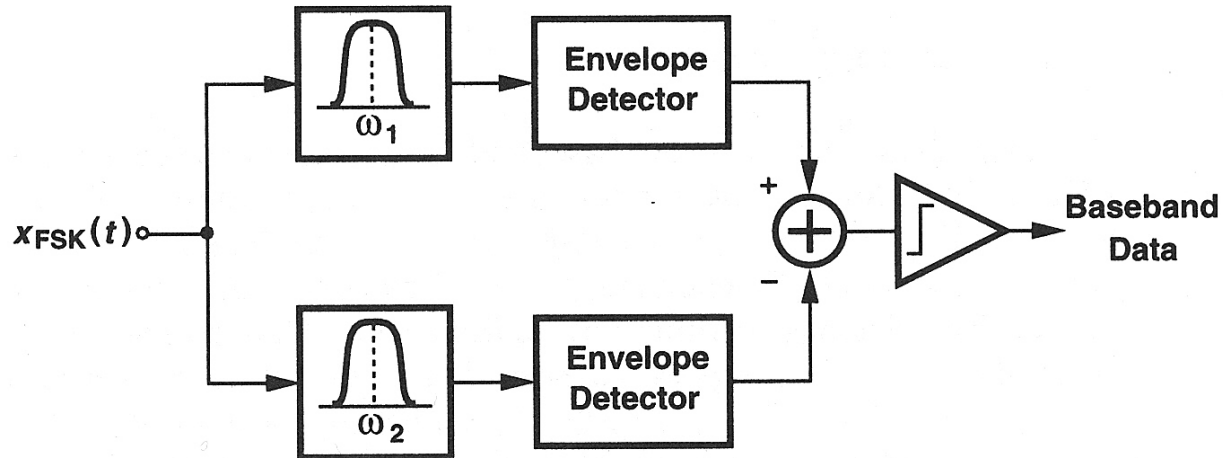 ω1
Envelope
Detector
+
xFSK(t)
+
−
Baseband
Data
ω2
Envelope
Detector